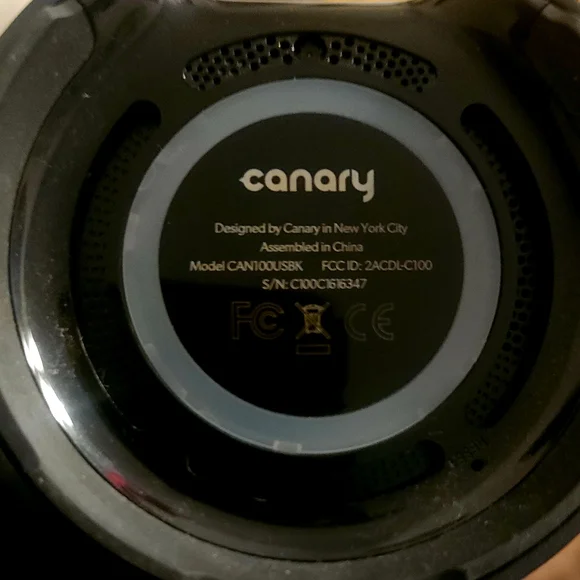 canary
Designed by Canary in New York City
Assembled in China
Model CAN100USBK FCC ID: 2ACDL-C100
S/N: C100C1616347
FC CE